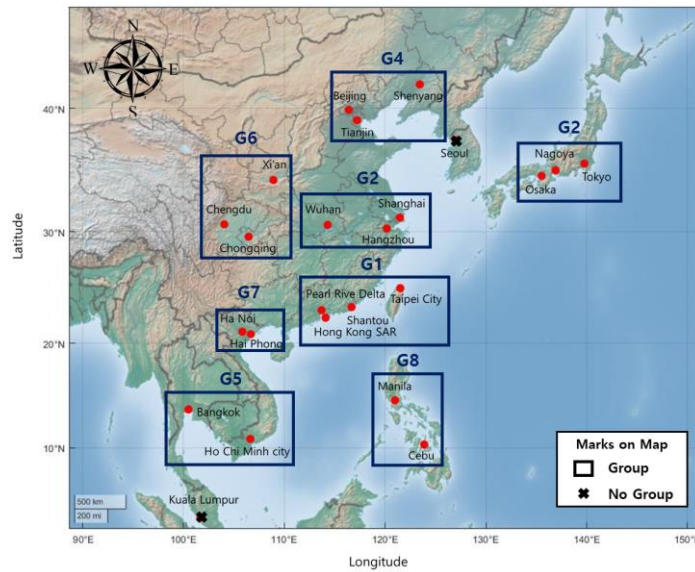 N
W E
S
G4
Beijing
Shenyang
Tianjin
40°N
G6
Xi'an
Chengdu
Chongqing
Seoul
G2
Nagoya
Osaka
Tokyo
G2
Wuhan
Shanghai
Hangzhou
30°N
Latitude
G1
Pearl Rive Delta
Taipei City
Shantou
Hong Kong SAR
G7
Ha Noi
Hai Phong
20°N
G5
Bangkok
Ho Chi Minh city
G8
Manila
Cebu
10°N
Kuala Lumpur
500 km
200 mi
Marks on Map
Group
No Group
90°E 100°E 110°E 120°E 130°E 140°E 150°
Longitude